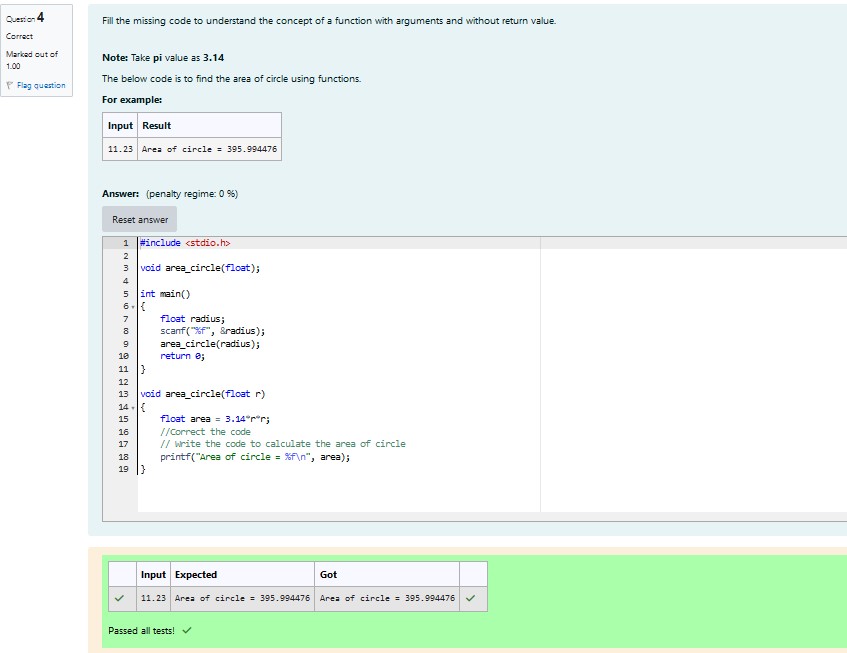 Question 4
Correct
Marked out of
1.00
Flag question
Fill the missing code to understand the concept of a function with arguments and without return value.
Note: Take pi value as 3.14
The below code is to find the area of circle using functions.
For example:
Input Result
11.23 Area of circle = 395.994476
Answer: (penalty regime: 0 %)
Reset answer
1 #include <stdio.h>
2
3 void area_circle(float);
4
5 int main()
6 {
7 float radius;
8 scanf("%f", &radius);
9 area_circle(radius);
10 return 0;
11 }
12
13 void area_circle(float r)
14 {
15 float area = 3.14*r*r;
16 //Correct the code
17 // Write the code to calculate the area of circle
18 printf("Area of circle = %f\n", area);
19 }
Input Expected Got
11.23 Area of circle = 395.994476 Area of circle = 395.994476
Passed all tests!